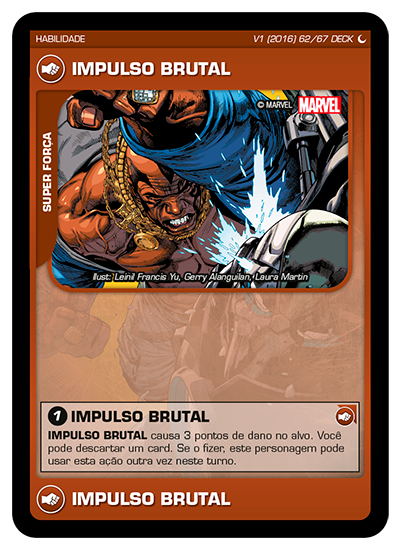 HABILIDADE
V1 (2016) 62/67 DECK
IMPULSO BRUTAL
SUPER FORÇA
© MARVEL
MARVEL
Illust: Leinil Francis Yu, Gerry Alanguilan, Laura Martin
1 IMPULSO BRUTAL
IMPULSO BRUTAL causa 3 pontos de dano no alvo. Você
pode descartar um card. Se o fizer, este personagem pode
usar esta ação outra vez neste turno.
IMPULSO BRUTAL